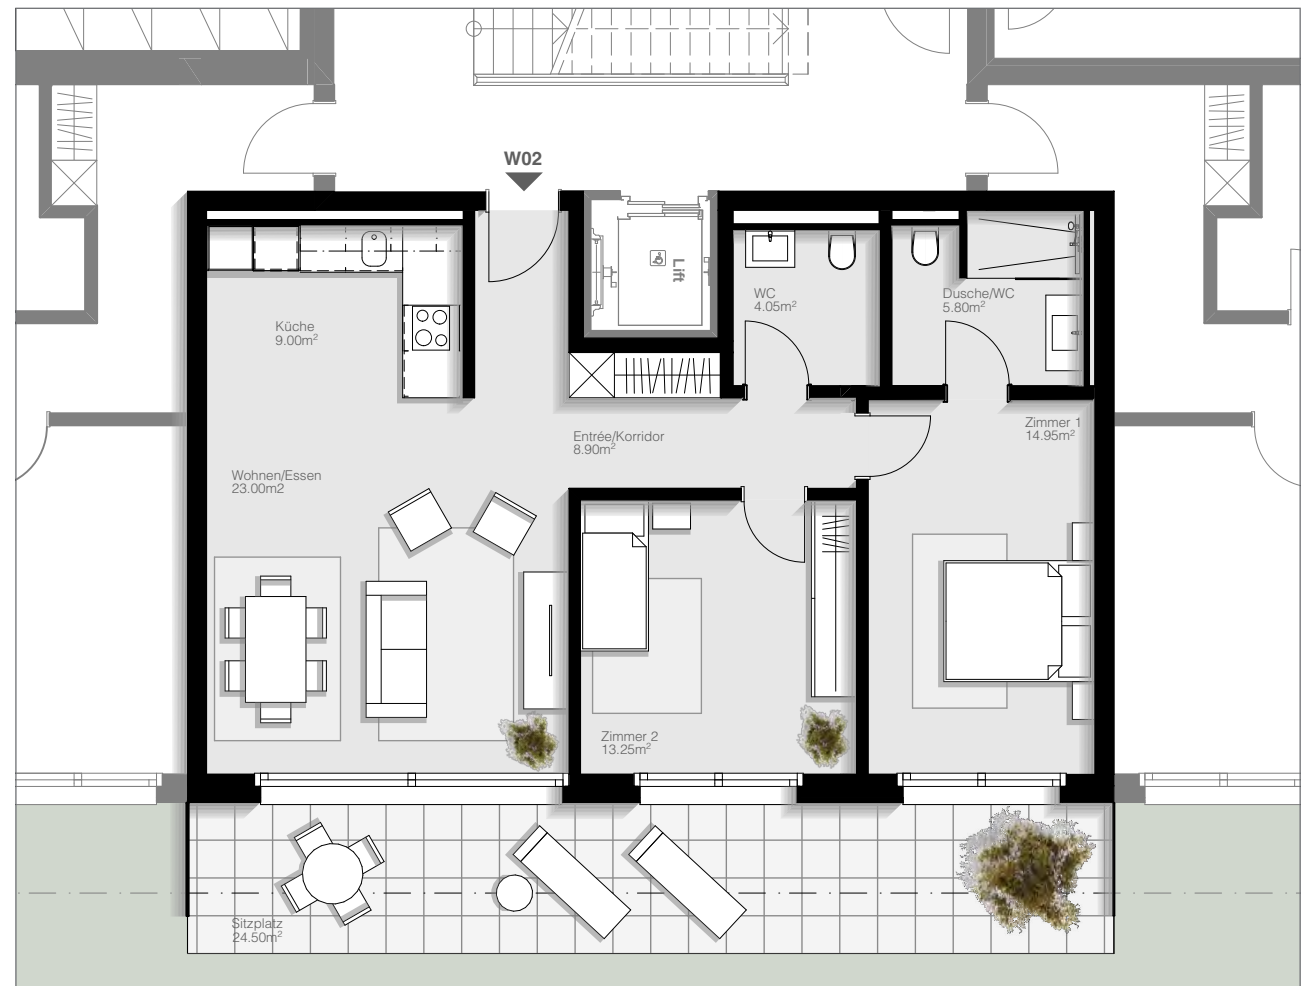 W02
Lift
WC
4.05m²
Dusche/WC
5.80m²
Küche
9.00m²
Zimmer 1
14.95m²
Entrée/Korridor
8.90m²
Wohnen/Essen
23.00m2
Zimmer 2
13.25m²
Sitzplatz
24.50m²